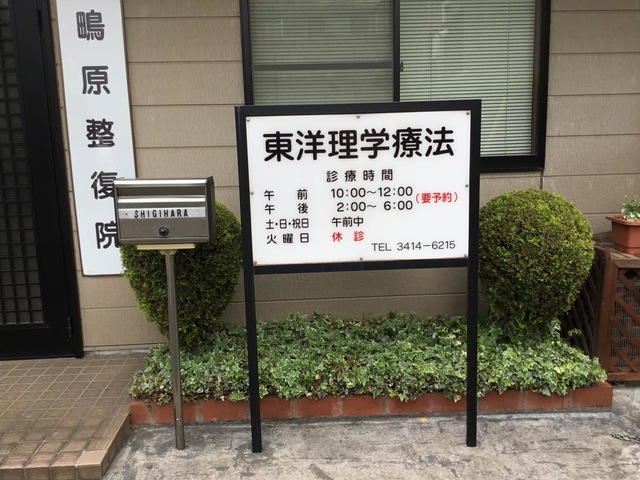 鴫原整復院
SHIGIHARA
東洋理学療法
診療時間
午前 10:00～12:00 (要予約)
午後 2:00～6:00
土・日・祝日 午前中
火曜日 休診
TEL 3414-6215